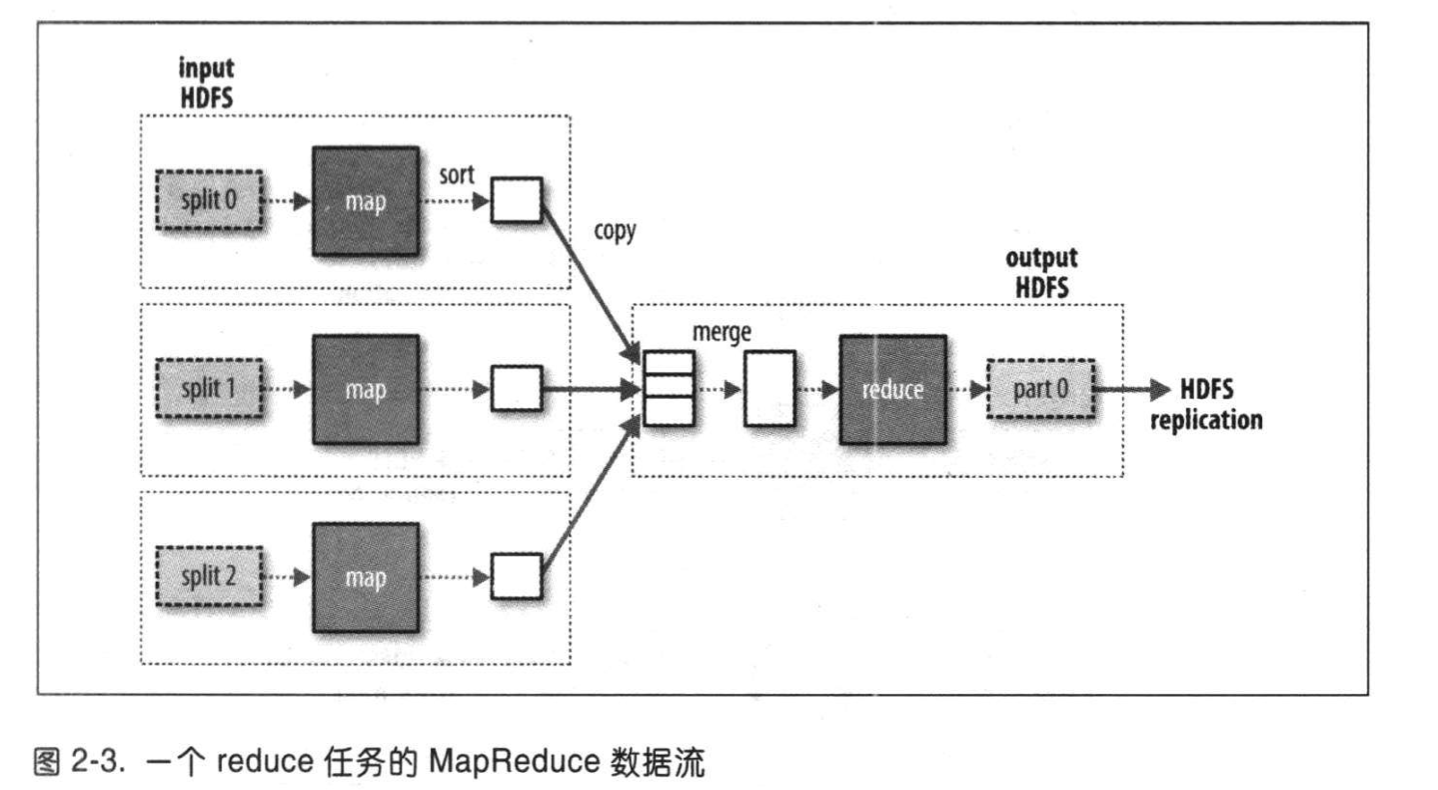 input
HDFS
split 0
map
sort
copy
split 1
map
split 2
map
output
HDFS
merge
reduce
part 0
HDFS
replication
图 2-3. 一个 reduce 任务的 MapReduce 数据流